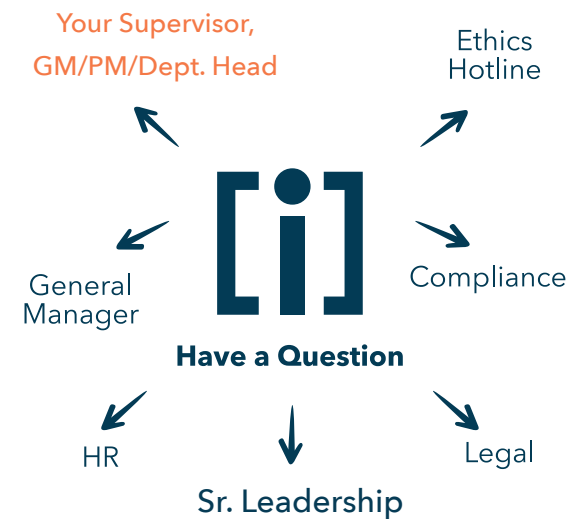 Your Supervisor,
GM/PM/Dept. Head
Ethics
Hotline
[i]
General
Manager
Compliance
Have a Question
HR
Legal
Sr. Leadership